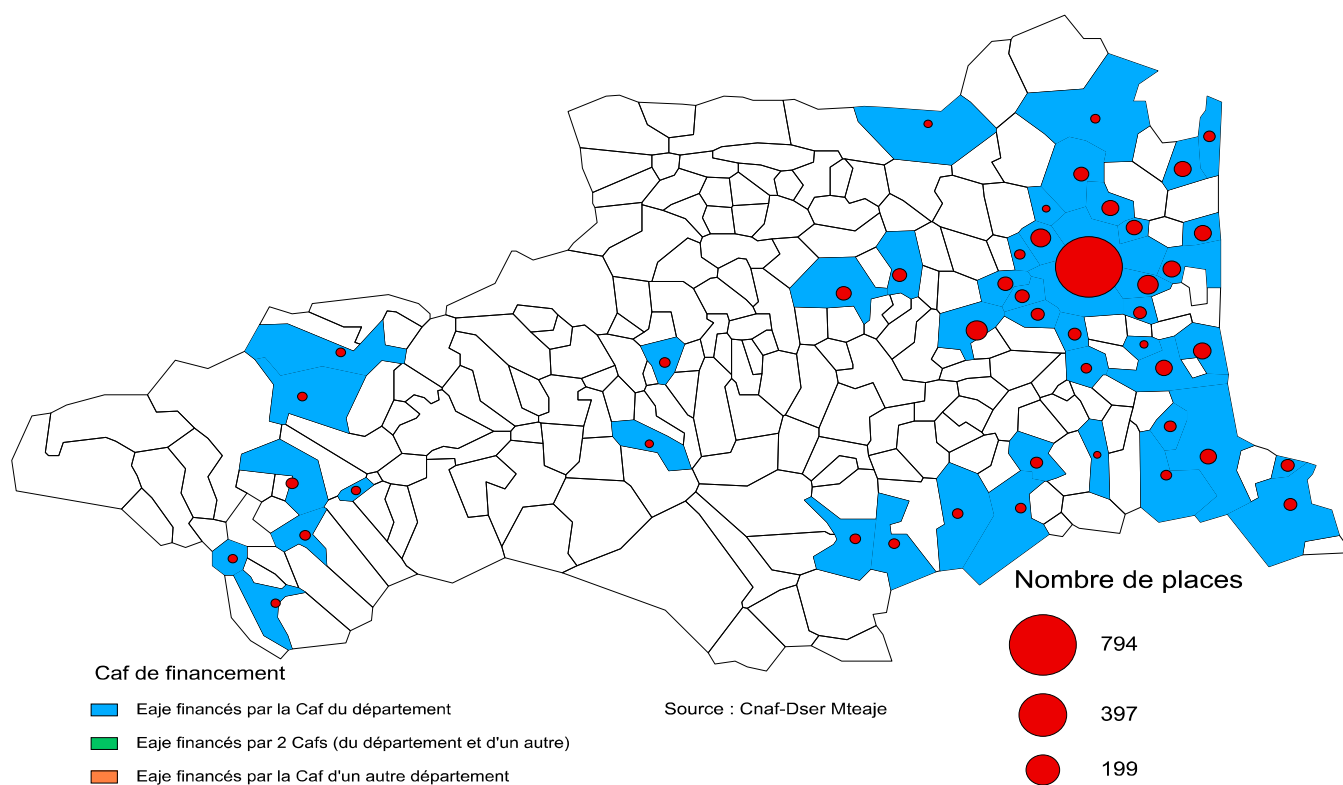 Nombre de places
794
397
199
Caf de financement
Eaje financés par la Caf du département
Eaje financés par 2 Cafs (du département et d'un autre)
Eaje financés par la Caf d'un autre département
Source : Cnaf-Dser Mteaje